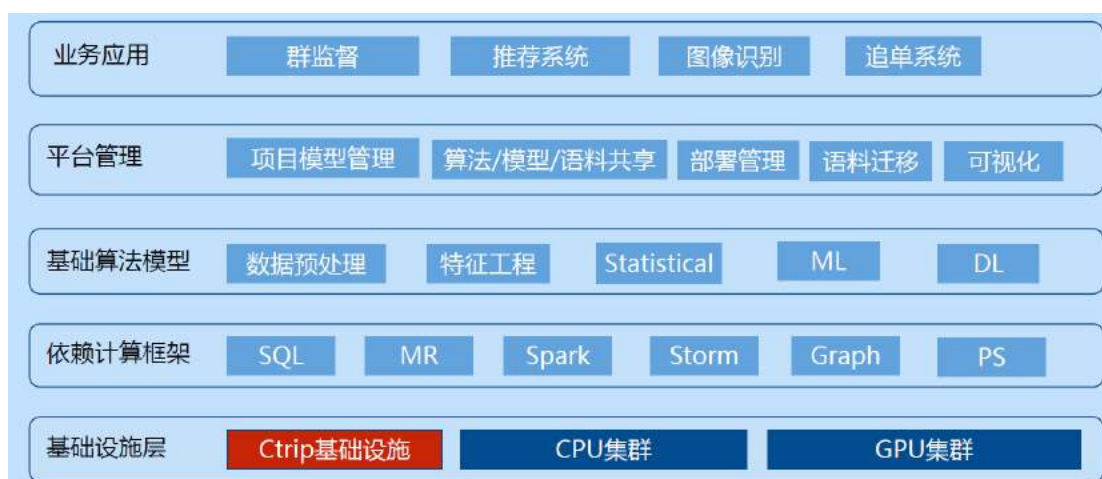 业务应用 群监督 推荐系统 图像识别 追单系统
平台管理 项目模型管理 算法/模型/语料共享 部署管理 语料迁移 可视化
基础算法模型 数据预处理 特征工程 Statistical ML DL
依赖计算框架 SQL MR Spark Storm Graph PS
基础设施层 Ctrip基础设施 CPU集群 GPU集群